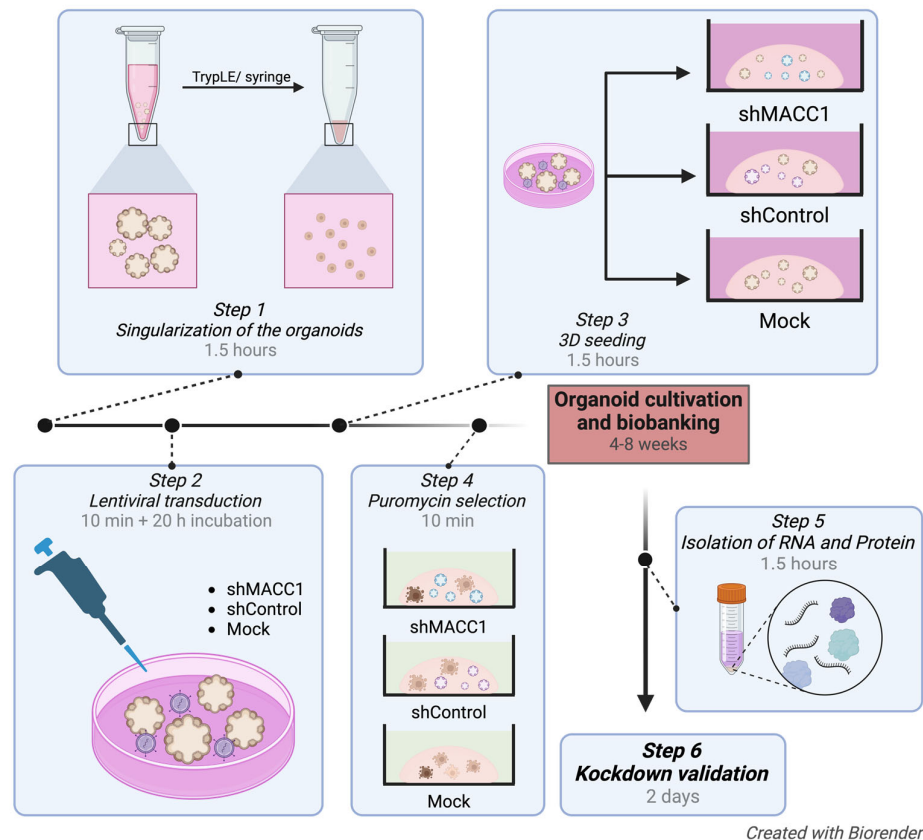 TrypLE/ syringe
Step 1
Singularization of the organoids
1.5 hours
shMACC1
shControl
Mock
Step 3
3D seeding
1.5 hours
Organoid cultivation
and biobanking
4-8 weeks
Step 2
Lentiviral transduction
10 min + 20 h incubation
• shMACC1
• shControl
• Mock
Step 4
Puromycin selection
10 min
shMACC1
shControl
Mock
Step 5
Isolation of RNA and Protein
1.5 hours
Step 6
Kockdown validation
2 days
Created with Biorender